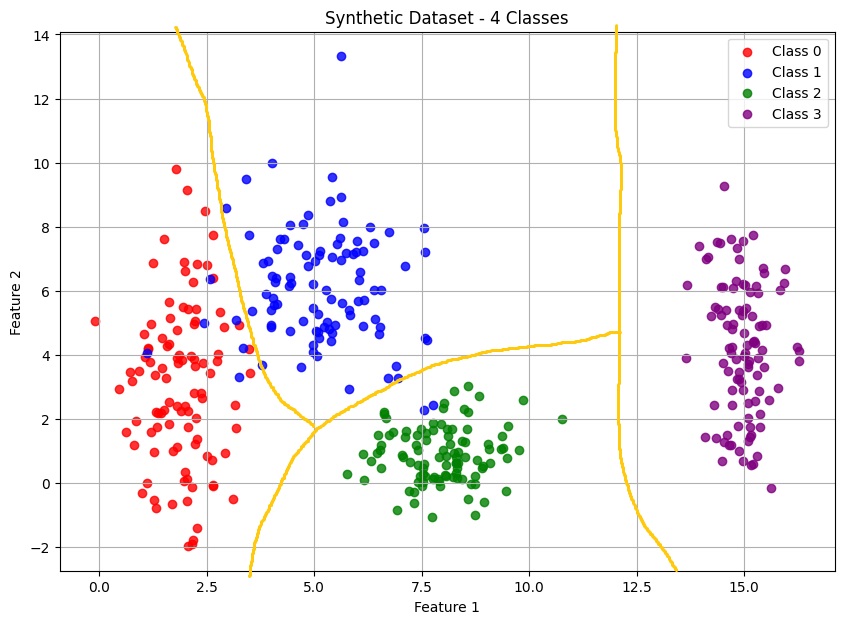 Synthetic Dataset - 4 Classes
Class 0
Class 1
Class 2
Class 3
14
12
10
8
6
4
2
0
−2
Feature 2
0.0 2.5 5.0 7.5 10.0 12.5 15.0
Feature 1